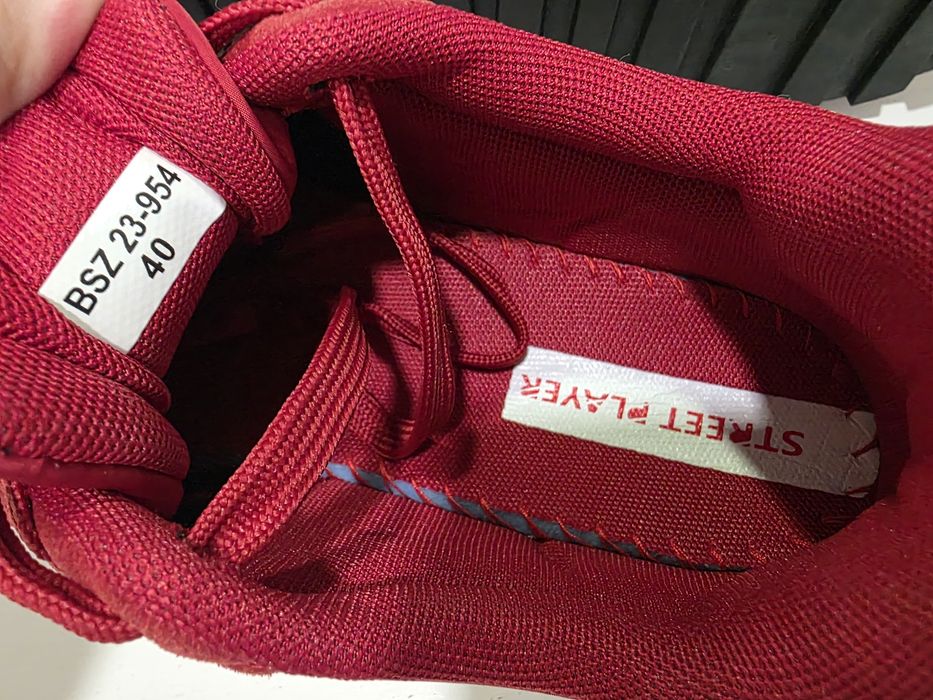 BSZ 23-954
40
STREET PLAYER